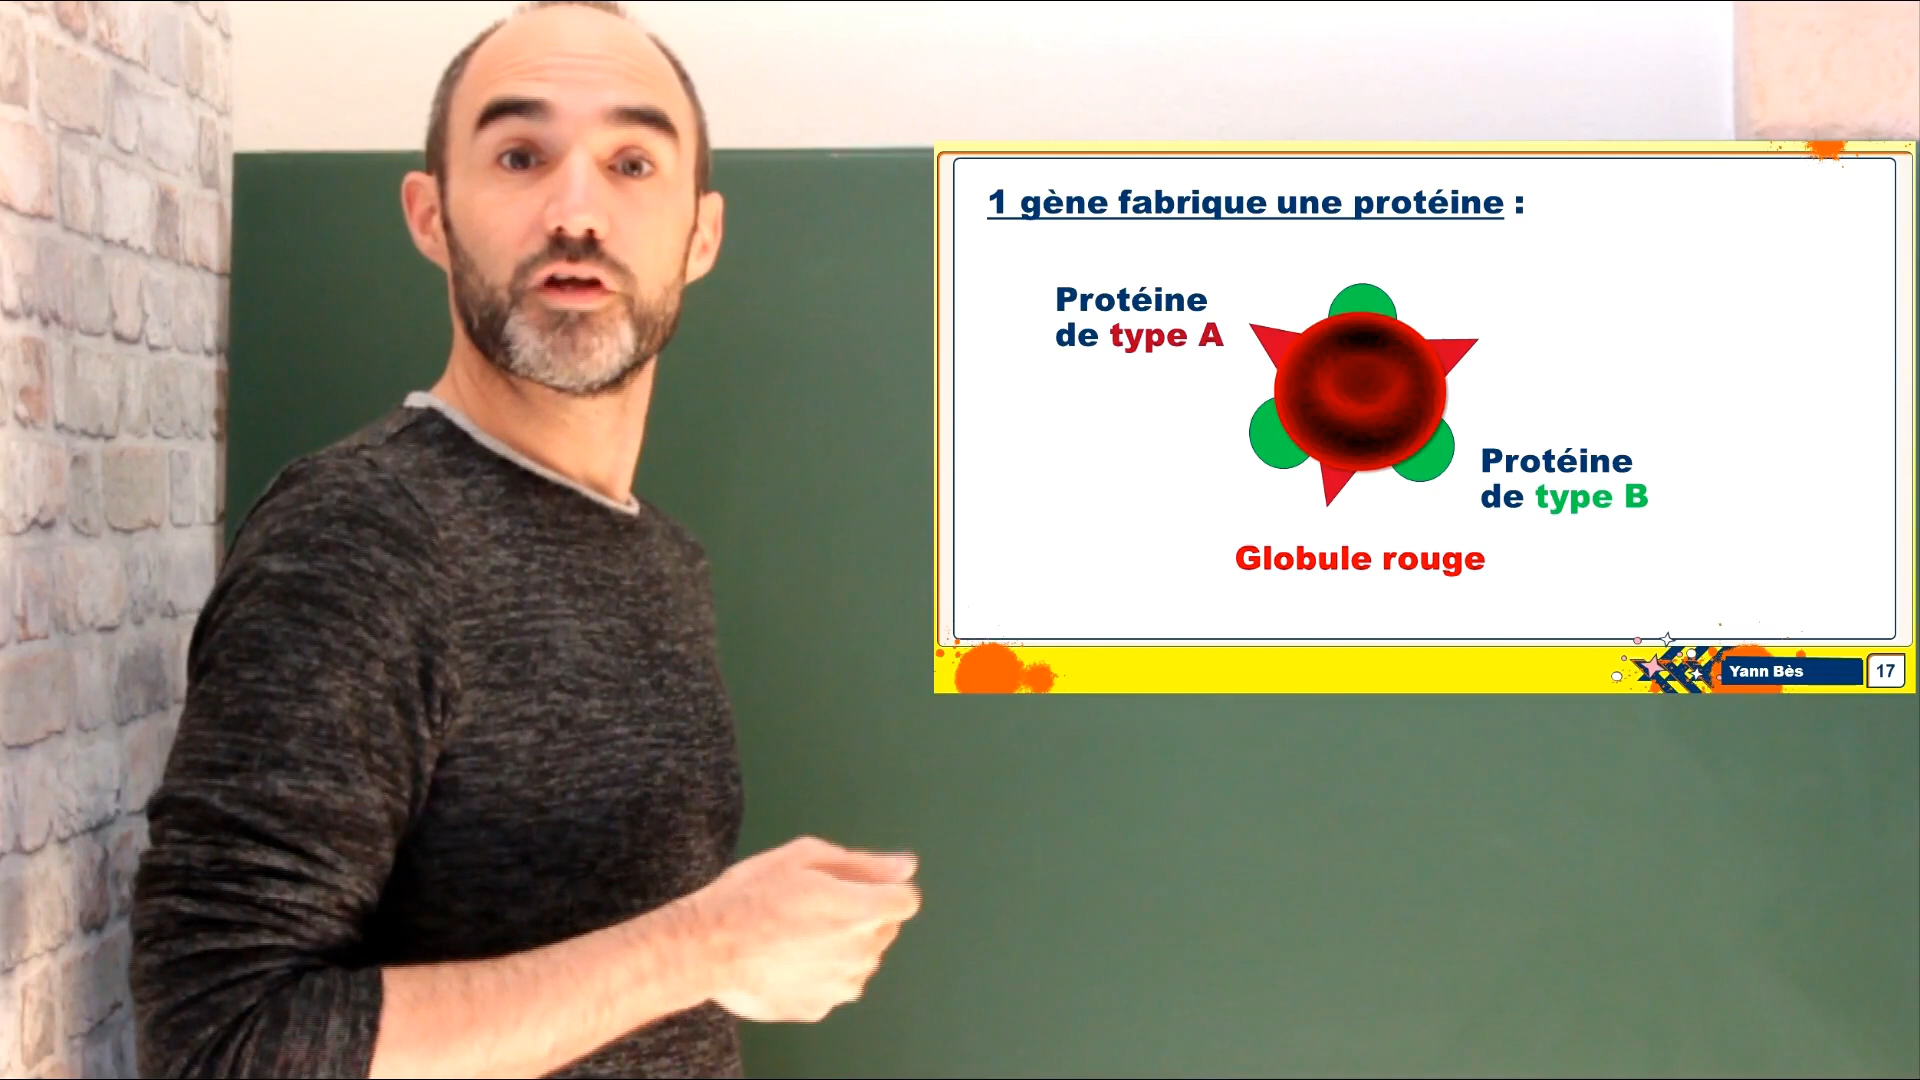 1 gène fabrique une protéine :
Protéine
de type A
Protéine
de type B
Globule rouge
Yann Bès
17